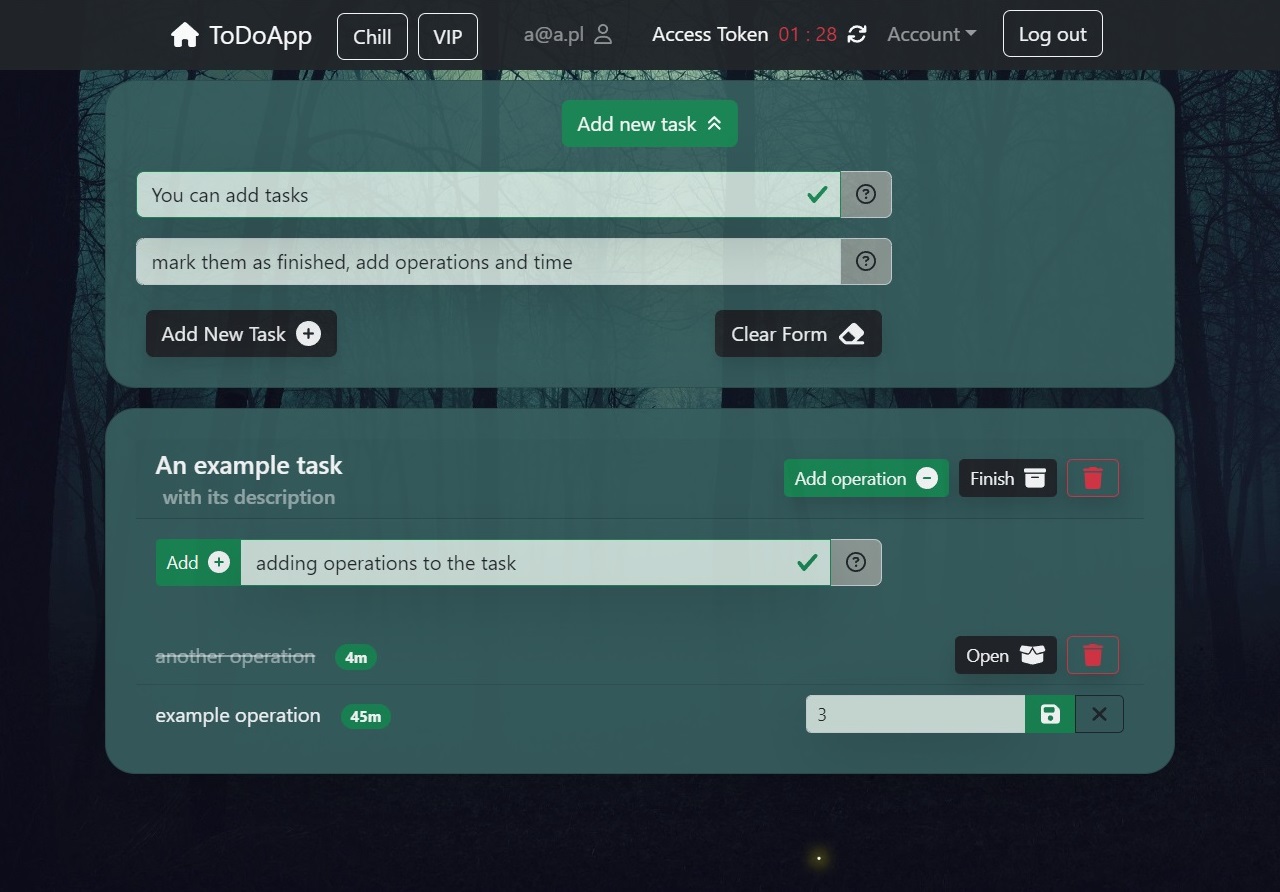 ToDoApp Chill VIP a@a.pl Access Token 01 : 28 Account Log out
Add new task
You can add tasks
mark them as finished, add operations and time
Add New Task Clear Form
An example task
with its description
Add operation Finish
Add adding operations to the task
another operation 4m Open
example operation 45m 3